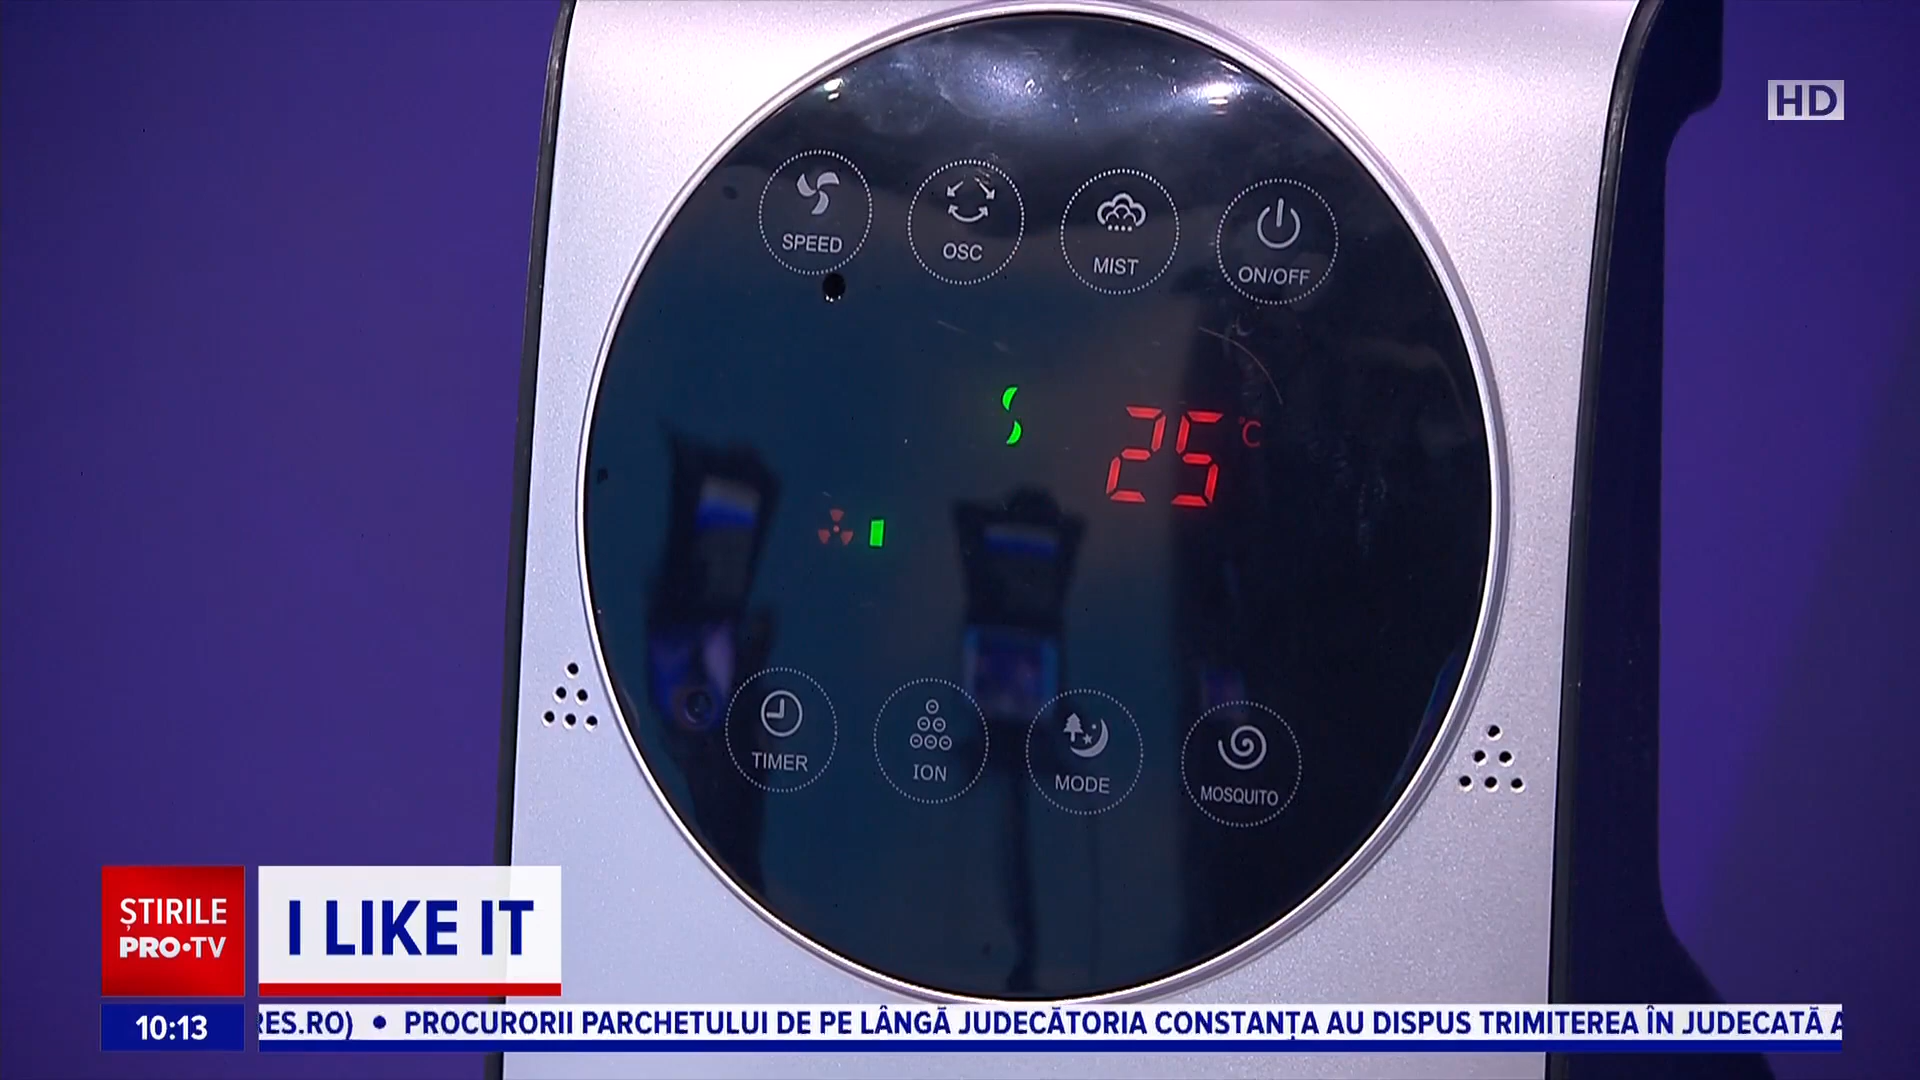 HD
SPEED
OSC
MIST
ON/OFF
25 °C
TIMER
ION
MODE
MOSQUITO
ȘTIRILE
PRO•TV
I LIKE IT
10:13
RES.RO) • PROCURORII PARCHETULUI DE PE LÂNGĂ JUDECĂTORIA CONSTANȚA AU DISPUS TRIMITEREA ÎN JUDECATĂ A